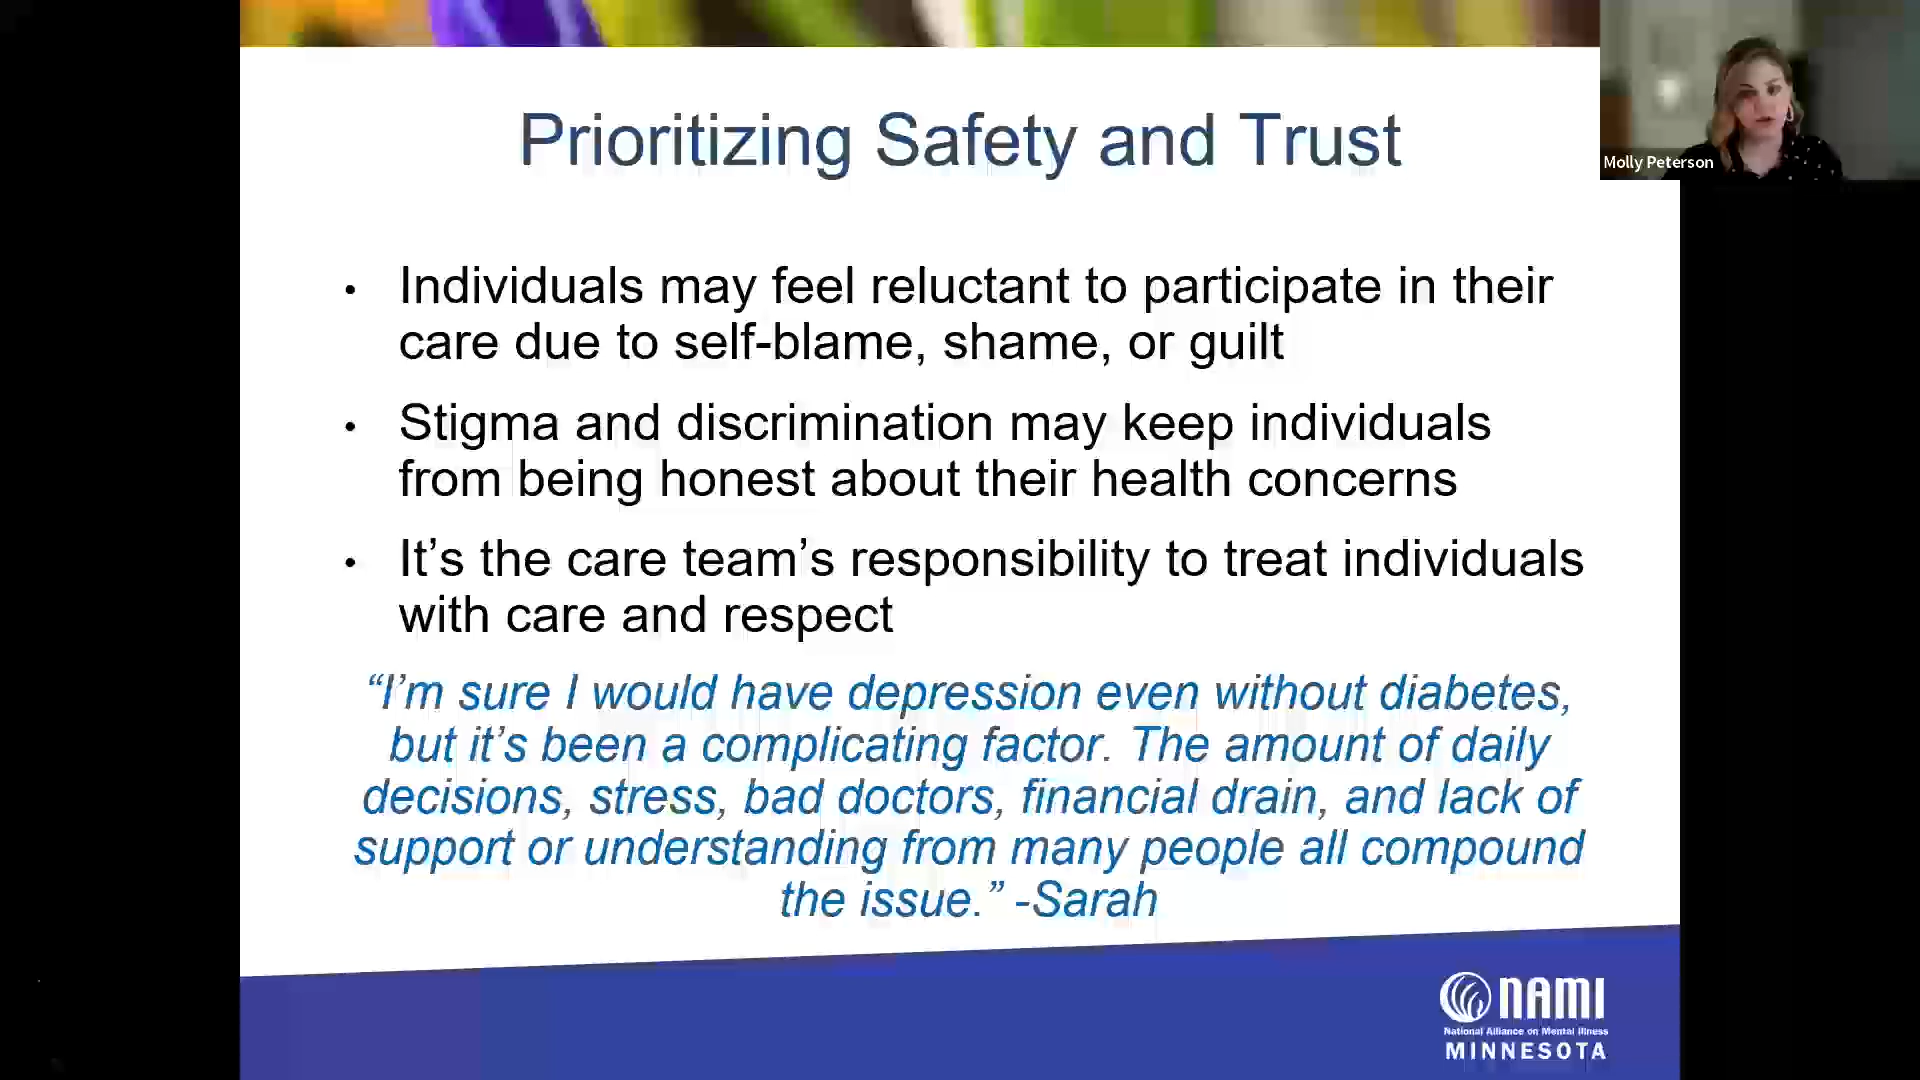 Prioritizing Safety and Trust
Molly Peterson
• Individuals may feel reluctant to participate in their
care due to self-blame, shame, or guilt
• Stigma and discrimination may keep individuals
from being honest about their health concerns
• It’s the care team’s responsibility to treat individuals
with care and respect
“I’m sure I would have depression even without diabetes,
but it’s been a complicating factor. The amount of daily
decisions, stress, bad doctors, financial drain, and lack of
support or understanding from many people all compound
the issue.” -Sarah
NAMI
National Alliance on Mental Illness
MINNESOTA